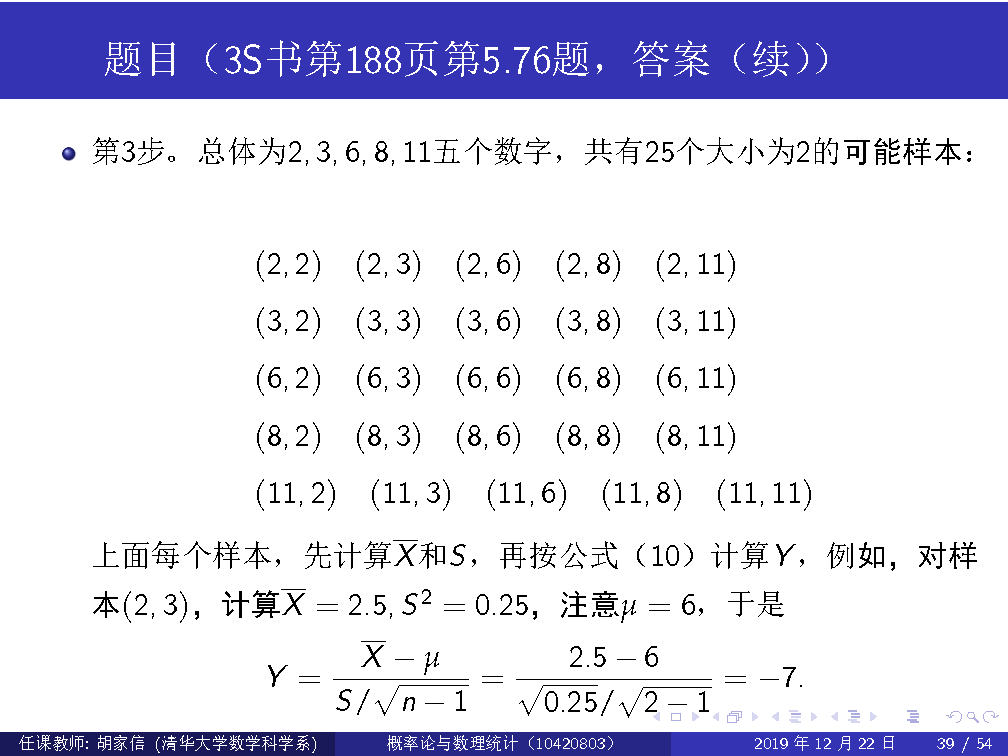 题目（3S书第188页第5.76题，答案（续））
第3步。总体为2, 3, 6, 8, 11五个数字，共有25个大小为2的可能样本：
(2, 2) (2, 3) (2, 6) (2, 8) (2, 11)
(3, 2) (3, 3) (3, 6) (3, 8) (3, 11)
(6, 2) (6, 3) (6, 6) (6, 8) (6, 11)
(8, 2) (8, 3) (8, 6) (8, 8) (8, 11)
(11, 2) (11, 3) (11, 6) (11, 8) (11, 11)
上面每个样本，先计算X̅和S，再按公式（10）计算Y，例如，对样
本(2, 3)，计算X̅ = 2.5, S² = 0.25，注意μ = 6，于是
Y = (X̅ − μ)/(S/√(n − 1)) = (2.5 − 6)/(√0.25/√(2 − 1)) = −7.
任课教师: 胡家信 (清华大学数学科学系) 概率论与数理统计（10420803） 2019 年 12 月 22 日 39 / 54